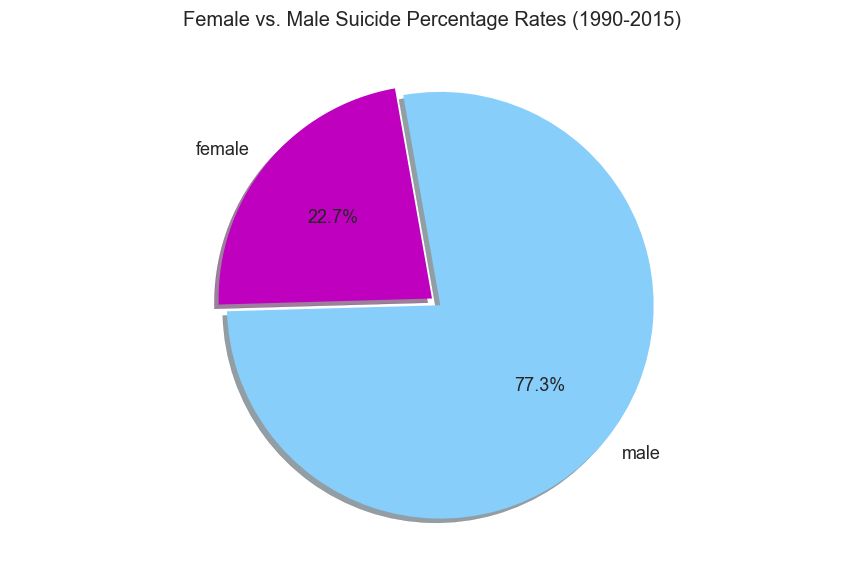 Female vs. Male Suicide Percentage Rates (1990-2015)
female
22.7%
77.3%
male